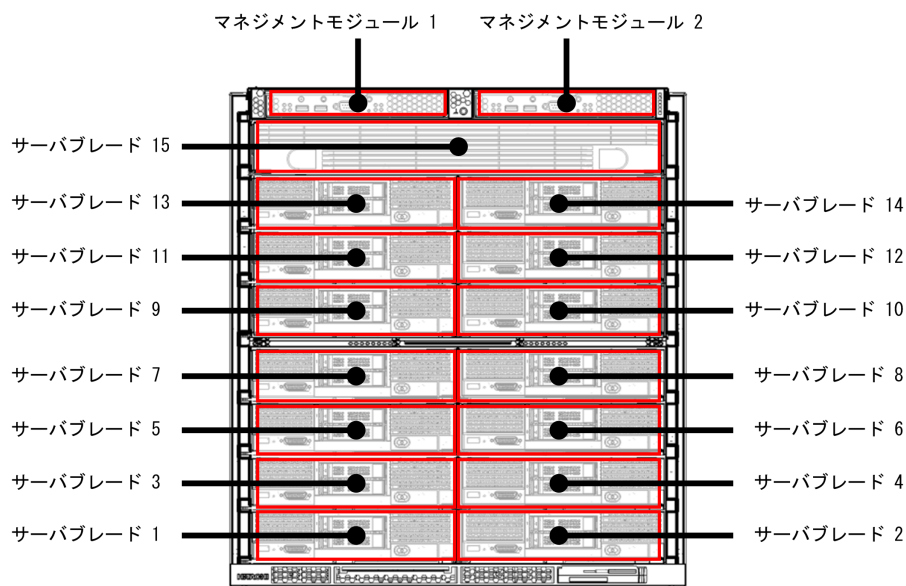 マネジメントモジュール 1
マネジメントモジュール 2
サーバブレード 15
サーバブレード 13
サーバブレード 14
サーバブレード 11
サーバブレード 12
サーバブレード 9
サーバブレード 10
サーバブレード 7
サーバブレード 8
サーバブレード 5
サーバブレード 6
サーバブレード 3
サーバブレード 4
サーバブレード 1
サーバブレード 2
HITACHI